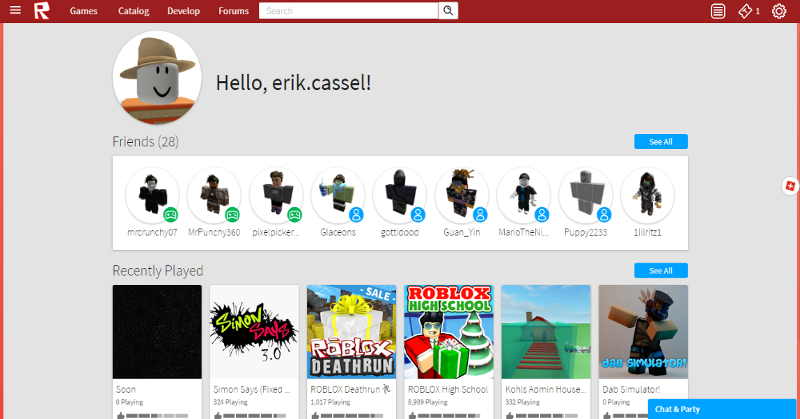 Games Catalog Develop Forums Search 1
Hello, erik.cassel!
Friends (28) See All
mrcrunchy07 MrPunchy360 pixelpicker... Glaceons gottidood Guan_Yin MarioTheNi... Puppy2233 1lilritz1
Recently Played See All
- SALE -
SIMON SAYS 3.0
ROBLOX DEATHRUN
ROBLOX HIGH SCHOOL
DAB SIMULATOR!
Soon Simon Says (Fixed ... ROBLOX Deathrun ROBLOX High School Kohls Admin House... Dab Simulator!
0 Playing 324 Playing 1,017 Playing 8,989 Playing 332 Playing 0 Playing
Chat & Party